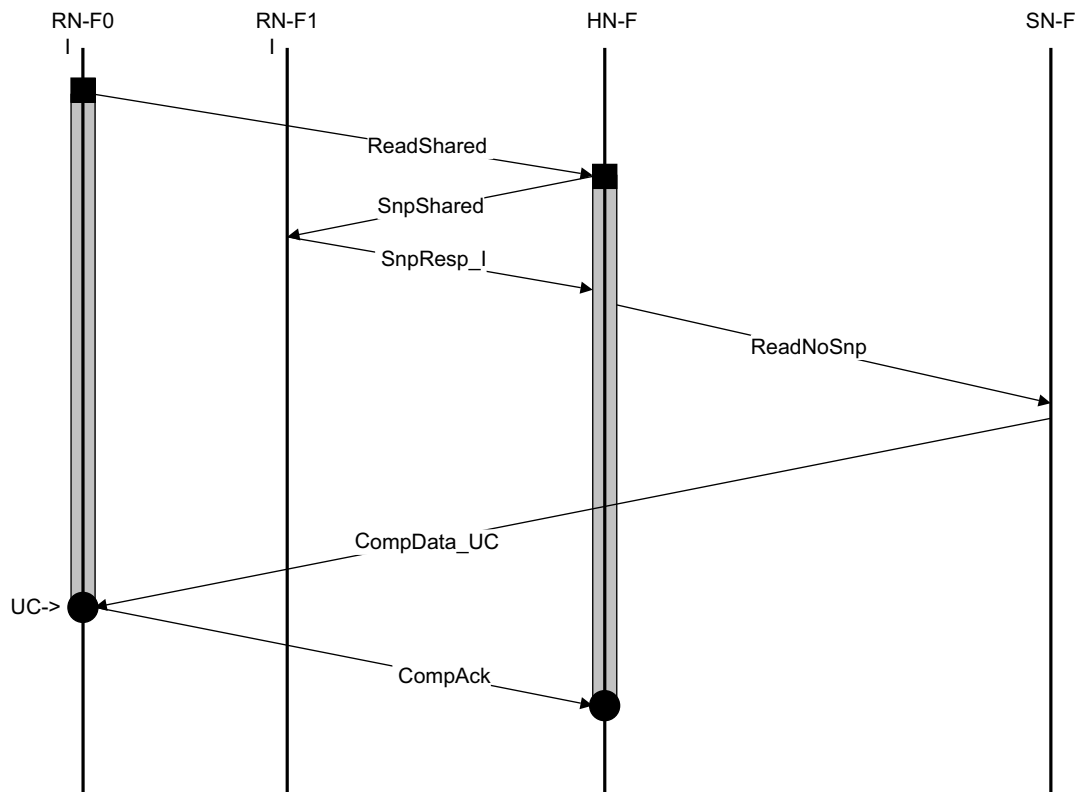 RN-F0
RN-F1
HN-F
SN-F
I
I
ReadShared
SnpShared
SnpResp_I
ReadNoSnp
CompData_UC
UC->
CompAck